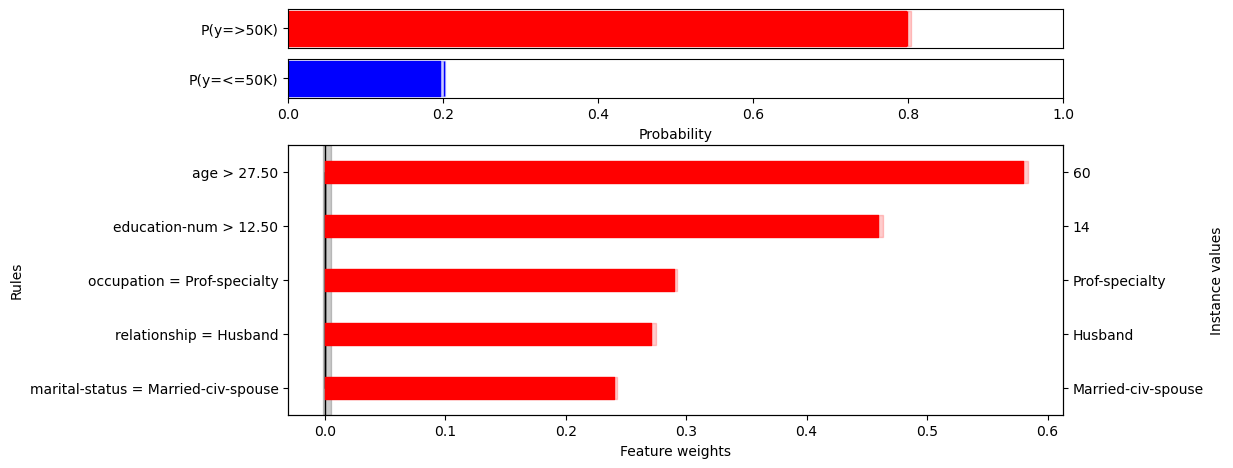 P(y=>50K)
P(y=<=50K)
0.0 0.2 0.4 0.6 0.8 1.0
Probability
age > 27.50 60
education-num > 12.50 14
occupation = Prof-specialty Prof-specialty
relationship = Husband Husband
marital-status = Married-civ-spouse Married-civ-spouse
Rules
Instance values
0.0 0.1 0.2 0.3 0.4 0.5 0.6
Feature weights